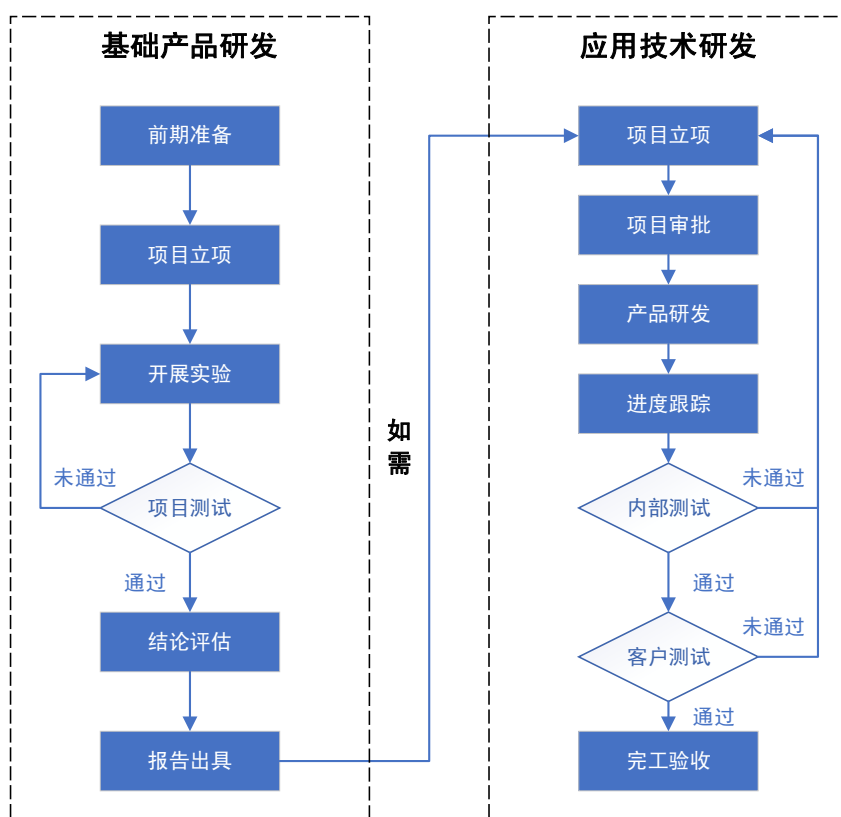 基础产品研发
前期准备
项目立项
开展实验
未通过
项目测试
通过
结论评估
报告出具
如
需
应用技术研发
项目立项
项目审批
产品研发
进度跟踪
未通过
内部测试
通过
未通过
客户测试
通过
完工验收